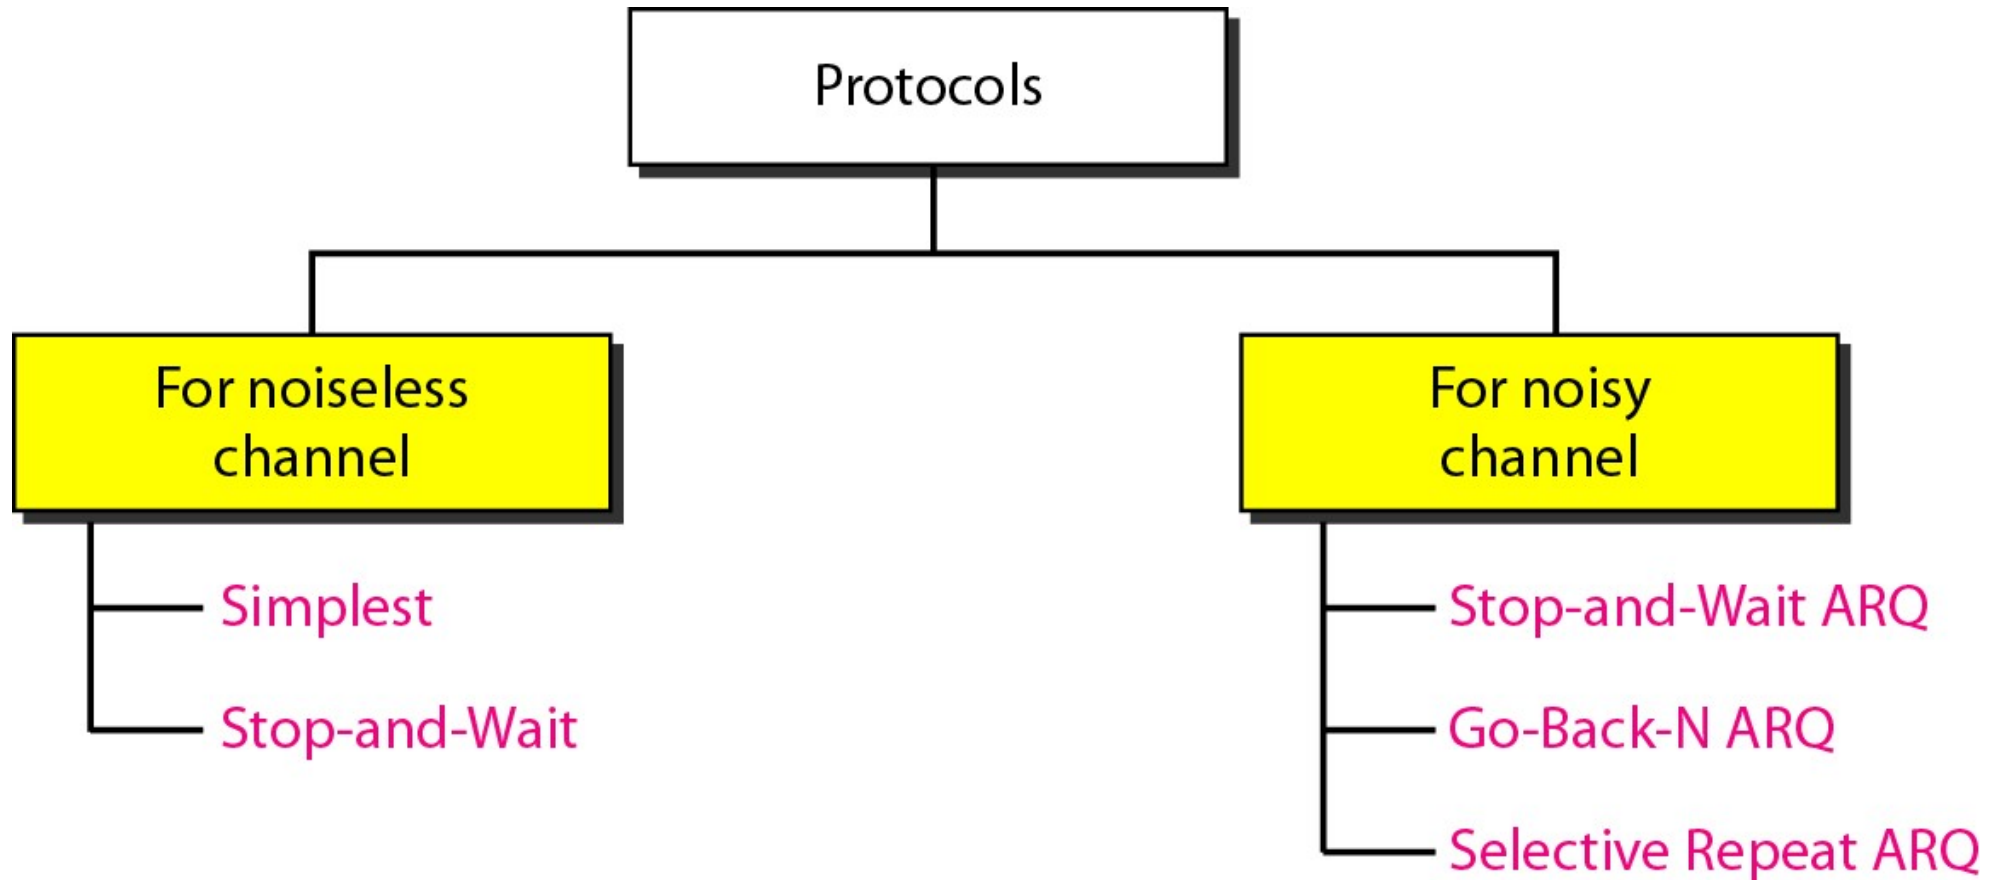 Protocols
For noiseless
channel
Simplest
Stop-and-Wait
For noisy
channel
Stop-and-Wait ARQ
Go-Back-N ARQ
Selective Repeat ARQ